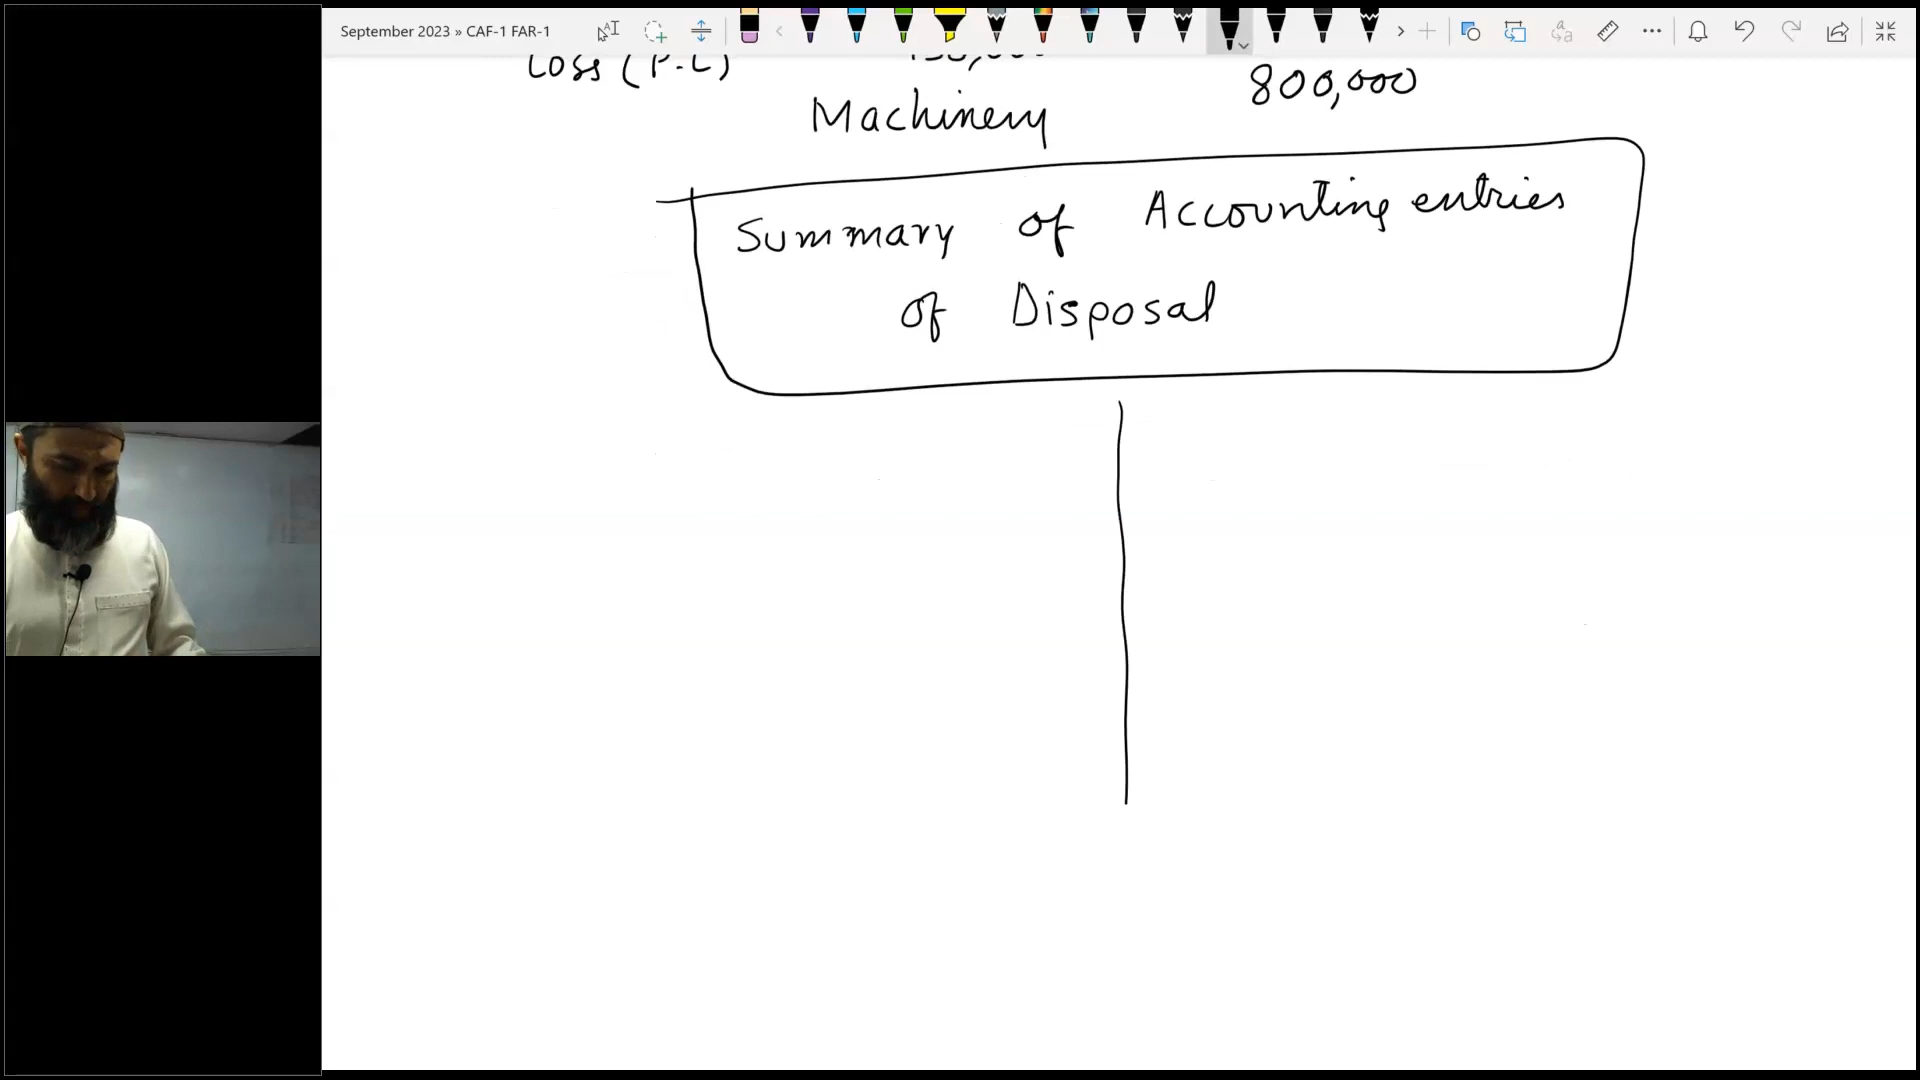 September 2023 » CAF-1 FAR-1
Loss (P.L)
Machinery 800,000
Summary of Accounting entries
of Disposal